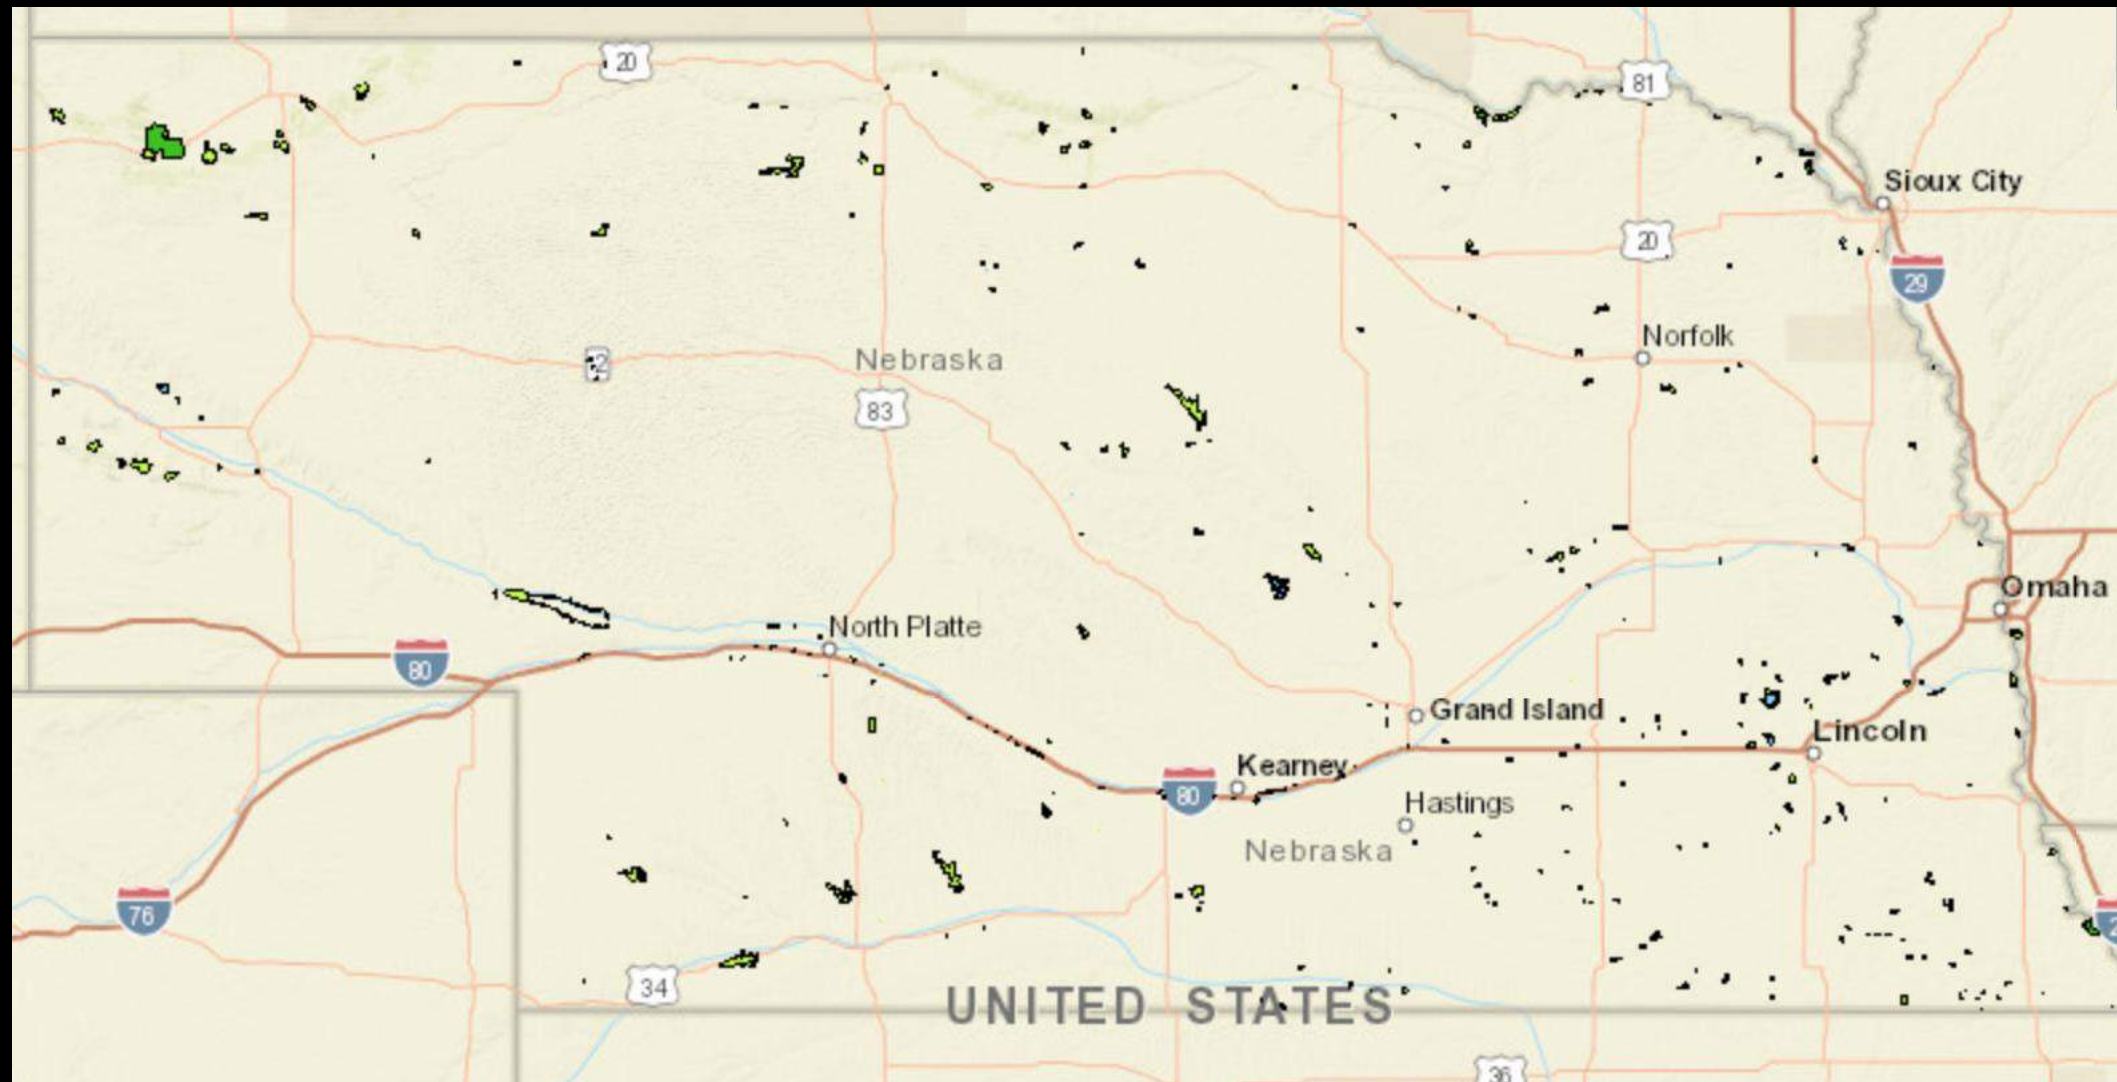 20
81
Sioux City
20
29
Norfolk
2
Nebraska
83
Omaha
North Platte
80
Grand Island
Lincoln
Kearney
80
Hastings
Nebraska
76
34
UNITED STATES
36